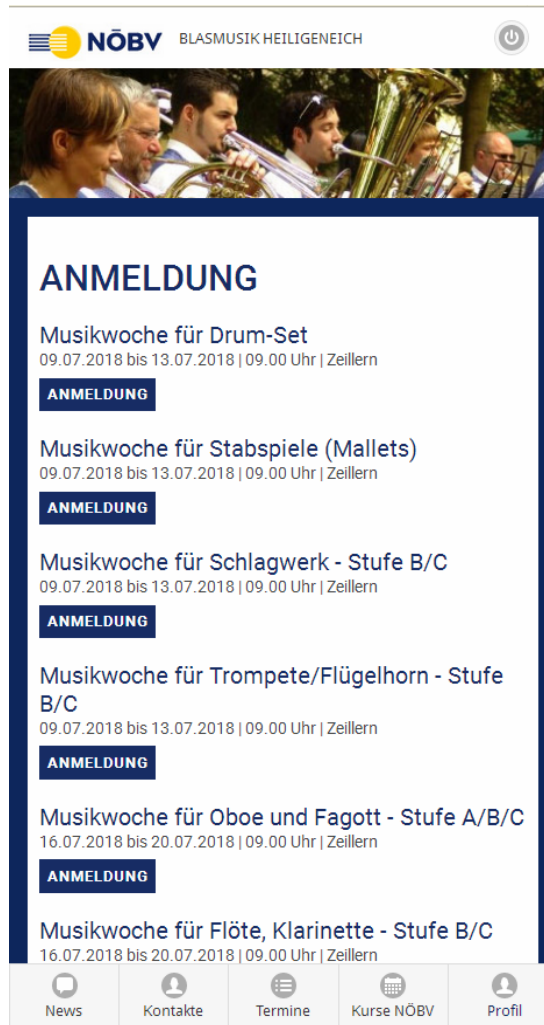 NÖBV BLASMUSIK HEILIGENEICH
ANMELDUNG
Musikwoche für Drum-Set
09.07.2018 bis 13.07.2018 | 09.00 Uhr | Zeillern
ANMELDUNG
Musikwoche für Stabspiele (Mallets)
09.07.2018 bis 13.07.2018 | 09.00 Uhr | Zeillern
ANMELDUNG
Musikwoche für Schlagwerk - Stufe B/C
09.07.2018 bis 13.07.2018 | 09.00 Uhr | Zeillern
ANMELDUNG
Musikwoche für Trompete/Flügelhorn - Stufe
B/C
09.07.2018 bis 13.07.2018 | 09.00 Uhr | Zeillern
ANMELDUNG
Musikwoche für Oboe und Fagott - Stufe A/B/C
16.07.2018 bis 20.07.2018 | 09.00 Uhr | Zeillern
ANMELDUNG
Musikwoche für Flöte, Klarinette - Stufe B/C
16.07.2018 bis 20.07.2018 | 09.00 Uhr | Zeillern
News Kontakte Termine Kurse NÖBV Profil